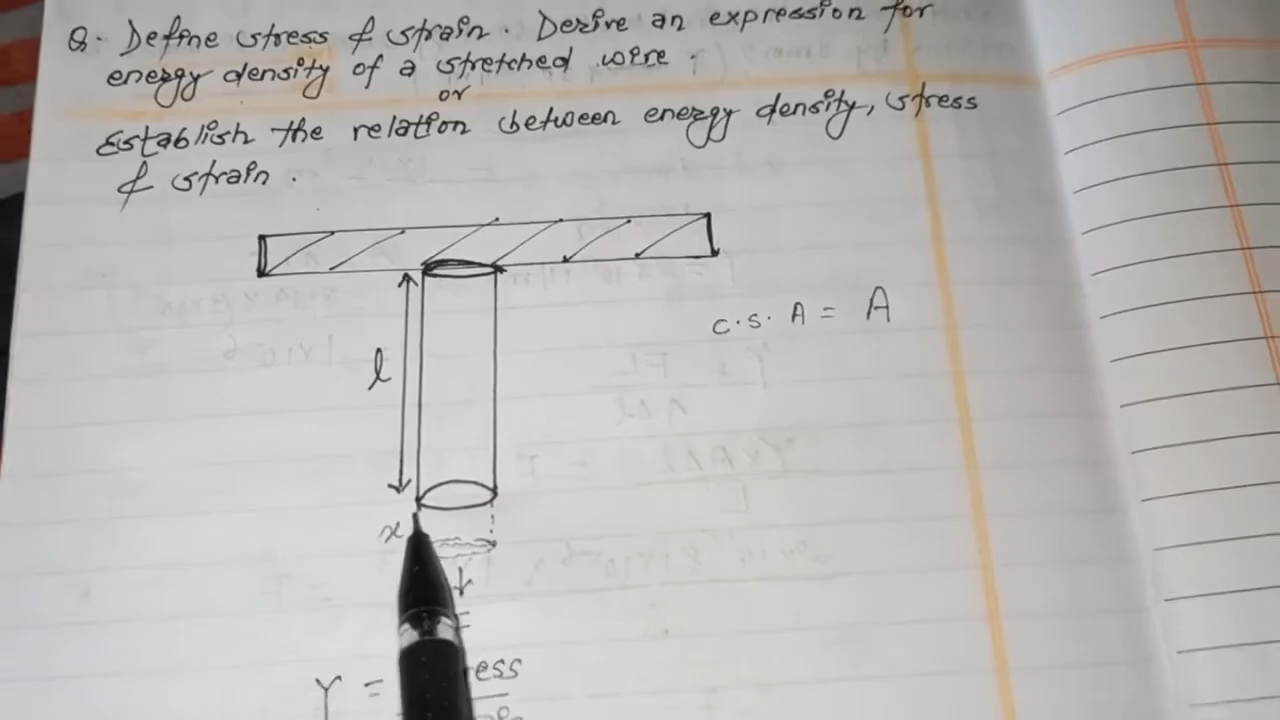 Q. Define stress & strain. Derive an expression for
energy density of a stretched wire.
or
Establish the relation between energy density, stress
& strain.
C.S. A = A
l
x
Y =